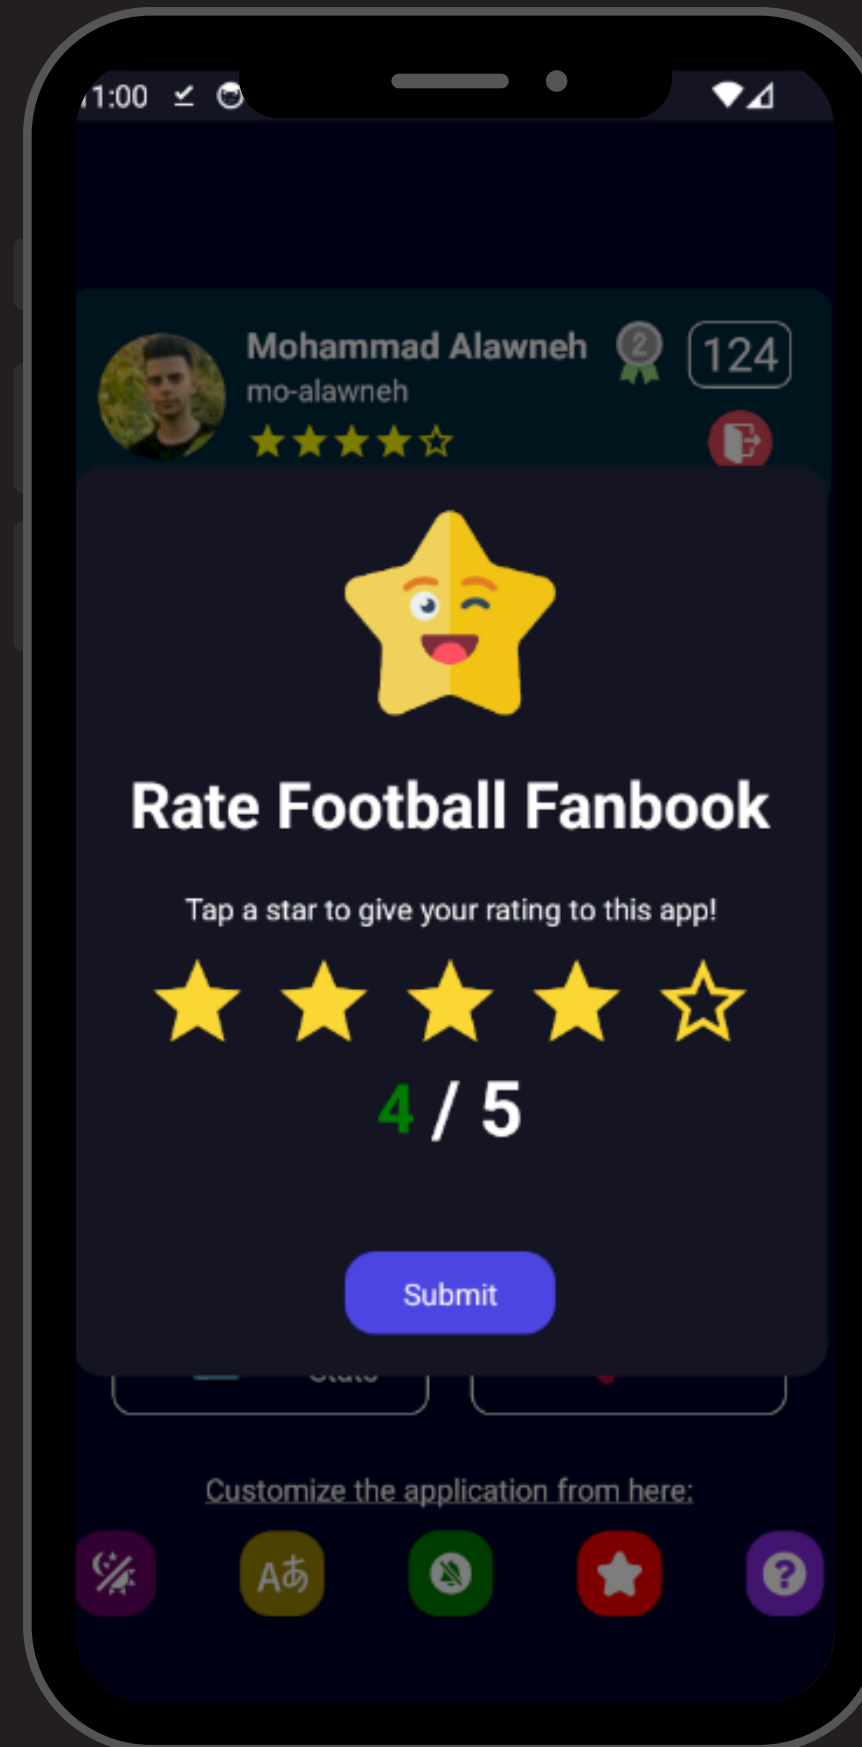 11:00
Mohammad Alawneh
2
124
mo-alawneh
Rate Football Fanbook
Tap a star to give your rating to this app!
4 / 5
Submit
Customize the application from here:
Aあ
?